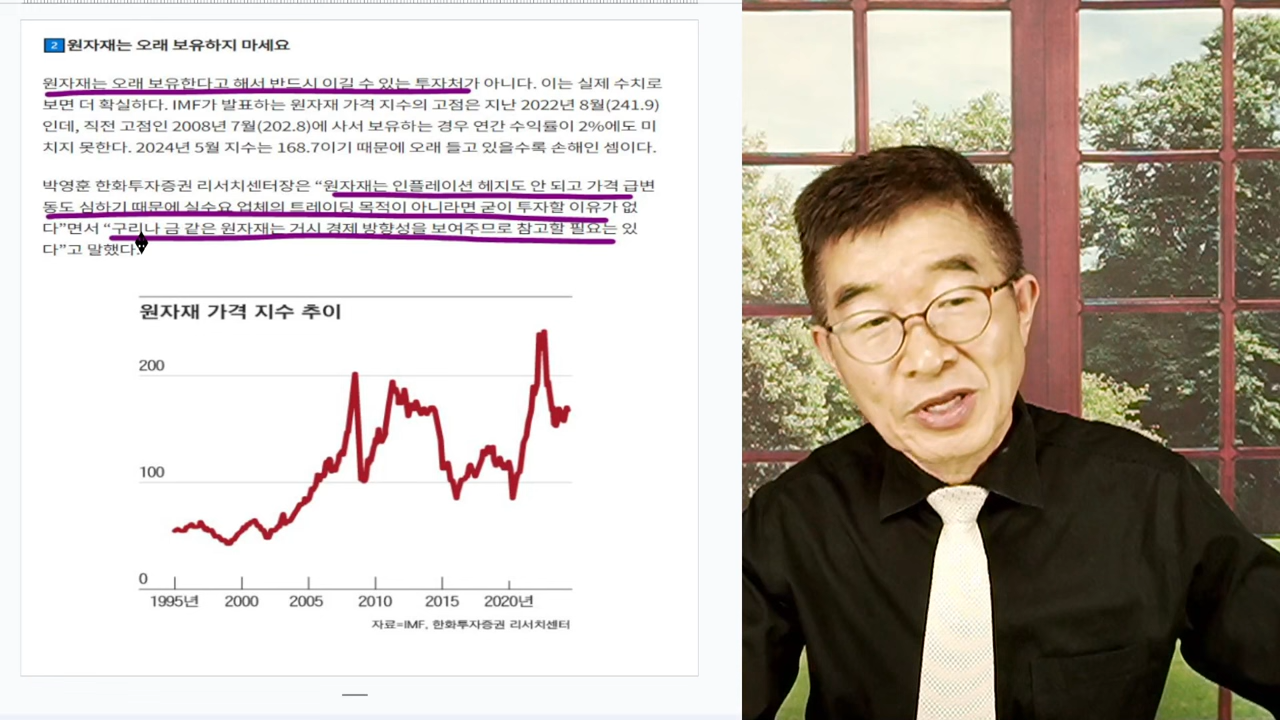 2 원자재는 오래 보유하지 마세요
원자재는 오래 보유한다고 해서 반드시 이길 수 있는 투자처가 아니다. 이는 실제 수치로
보면 더 확실하다. IMF가 발표하는 원자재 가격 지수의 고점은 지난 2022년 8월(241.9)
인데, 직전 고점인 2008년 7월(202.8)에 사서 보유하는 경우 연간 수익률이 2%에도 미
치지 못한다. 2024년 5월 지수는 168.7이기 때문에 오래 들고 있을수록 손해인 셈이다.
박영훈 한화투자증권 리서치센터장은 “원자재는 인플레이션 헤지도 안 되고 가격 급변
동도 심하기 때문에 실수요 업체의 트레이딩 목적이 아니라면 굳이 투자할 이유가 없
다”면서 “구리나 금 같은 원자재는 거시 경제 방향성을 보여주므로 참고할 필요는 있
다”고 말했다.
원자재 가격 지수 추이
200
100
0
1995년 2000 2005 2010 2015 2020년
자료=IMF, 한화투자증권 리서치센터